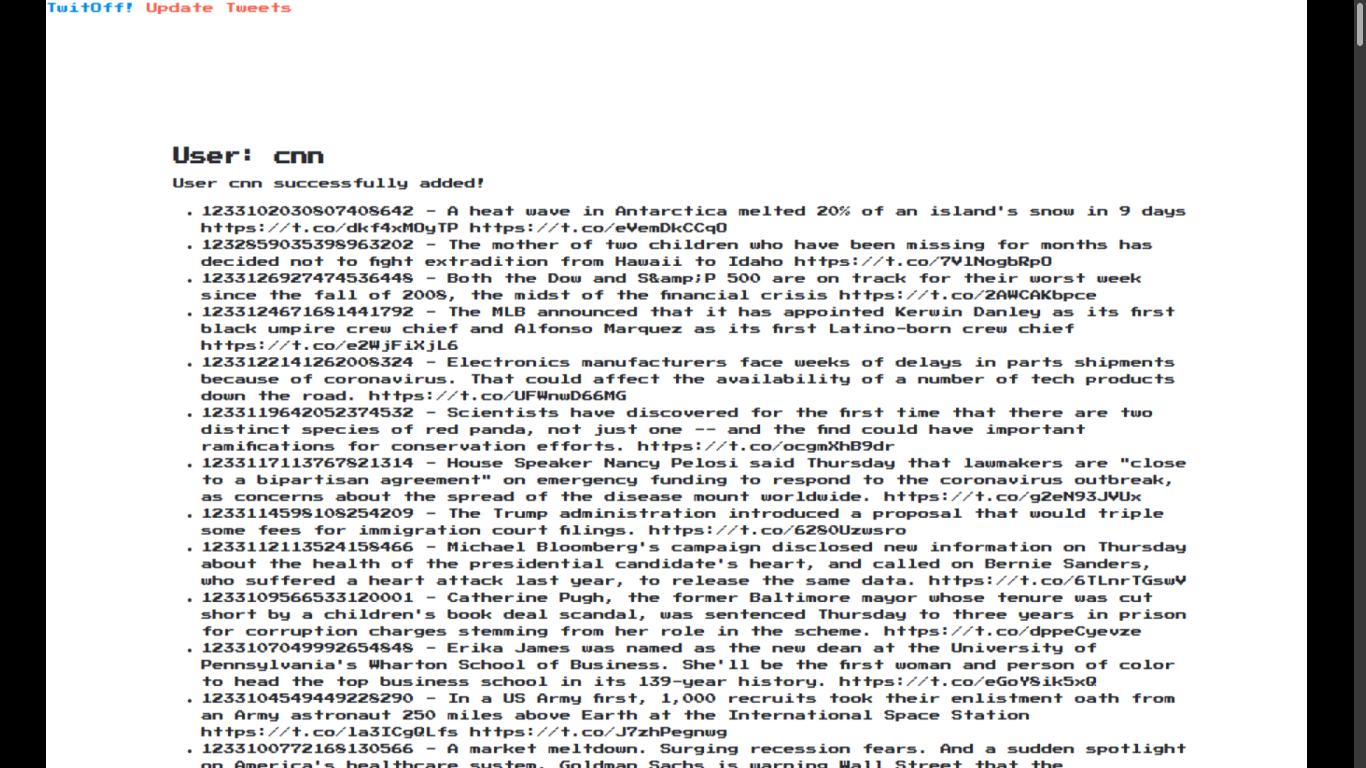 TwitOff! Update Tweets
User: cnn
User cnn successfully added!
. 1233102030807408642 - A heat wave in Antarctica melted 20% of an island's snow in 9 days
https://t.co/dkf4xMOyTP https://t.co/eVemDkCCqO
. 1232859035398963202 - The mother of two children who have been missing for months has
decided not to fight extradition from Hawaii to Idaho https://t.co/7VlNogbRpO
. 1233126927474536448 - Both the Dow and S&amp;P 500 are on track for their worst week
since the fall of 2008, the midst of the financial crisis https://t.co/2AWCAKbpce
. 1233124671681441792 - The MLB announced that it has appointed Kerwin Danley as its first
black umpire crew chief and Alfonso Marquez as its first Latino-born crew chief
https://t.co/e2WjFiXjL6
. 1233122141262008324 - Electronics manufacturers face weeks of delays in parts shipments
because of coronavirus. That could affect the availability of a number of tech products
down the road. https://t.co/UFWnwD66MG
. 1233119642052374532 - Scientists have discovered for the first time that there are two
distinct species of red panda, not just one -- and the find could have important
ramifications for conservation efforts. https://t.co/ocgmXhB9dr
. 1233117113767821314 - House Speaker Nancy Pelosi said Thursday that lawmakers are "close
to a bipartisan agreement" on emergency funding to respond to the coronavirus outbreak,
as concerns about the spread of the disease mount worldwide. https://t.co/g2eN93JVUx
. 1233114598108254209 - The Trump administration introduced a proposal that would triple
some fees for immigration court filings. https://t.co/628OUzwsro
. 1233112113524158466 - Michael Bloomberg's campaign disclosed new information on Thursday
about the health of the presidential candidate's heart, and called on Bernie Sanders,
who suffered a heart attack last year, to release the same data. https://t.co/6TLnrTGswV
. 1233109566533120001 - Catherine Pugh, the former Baltimore mayor whose tenure was cut
short by a children's book deal scandal, was sentenced Thursday to three years in prison
for corruption charges stemming from her role in the scheme. https://t.co/dppeCyevze
. 1233107049992654848 - Erika James was named as the new dean at the University of
Pennsylvania's Wharton School of Business. She'll be the first woman and person of color
to head the top business school in its 139-year history. https://t.co/eGoY8ik5xQ
. 1233104549449228290 - In a US Army first, 1,000 recruits took their enlistment oath from
an Army astronaut 250 miles above Earth at the International Space Station
https://t.co/la3ICgQLfs https://t.co/J7zhPegnwg
. 1233100772168130566 - A market meltdown. Surging recession fears. And a sudden spotlight
on America's healthcare system. Goldman Sachs is warning Wall Street that the